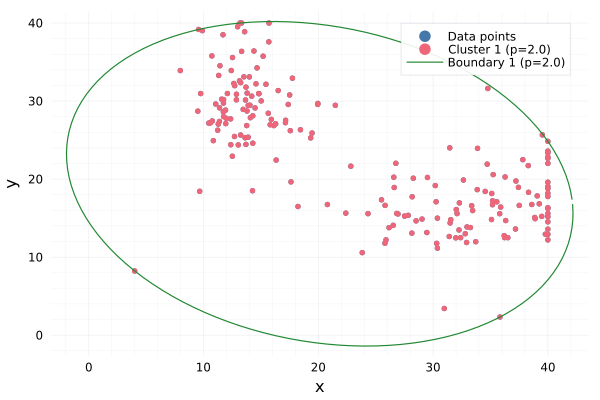 Data points
Cluster 1 (p=2.0)
Boundary 1 (p=2.0)
40
30
20
10
0
y
0 10 20 30 40
x